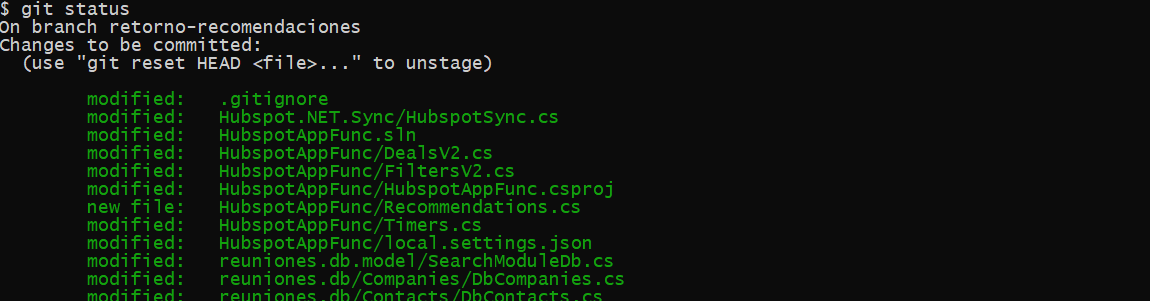 $ git status
On branch retorno-recomendaciones
Changes to be committed:
(use "git reset HEAD <file>..." to unstage)
modified: .gitignore
modified: Hubspot.NET.Sync/HubspotSync.cs
modified: HubspotAppFunc.sln
modified: HubspotAppFunc/DealsV2.cs
modified: HubspotAppFunc/FiltersV2.cs
modified: HubspotAppFunc/HubspotAppFunc.csproj
new file: HubspotAppFunc/Recommendations.cs
modified: HubspotAppFunc/Timers.cs
modified: HubspotAppFunc/local.settings.json
modified: reuniones.db.model/SearchModuleDb.cs
modified: reuniones.db/Companies/DbCompanies.cs
modified: reuniones.db/Contacts/DbContacts.cs